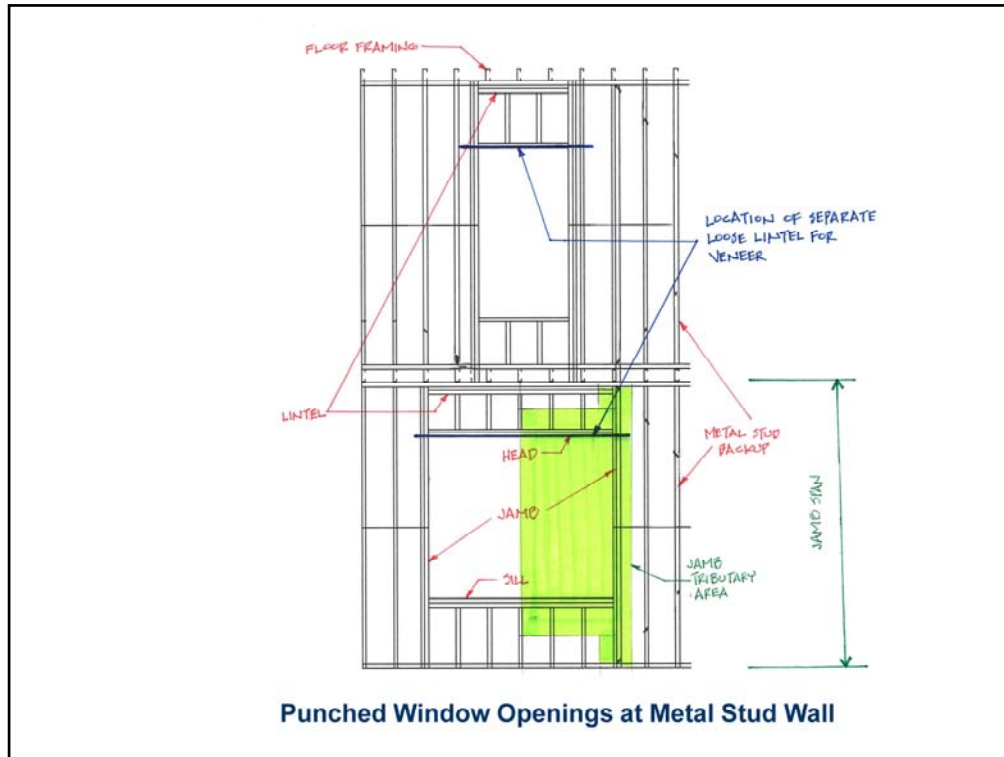 FLOOR FRAMING
LOCATION OF SEPARATE
LOOSE LINTEL FOR
VENEER
LINTEL
HEAD
METAL STUD
BACKUP
JAMB
JAMB SPAN
JAMB
TRIBUTARY
AREA
SILL
Punched Window Openings at Metal Stud Wall